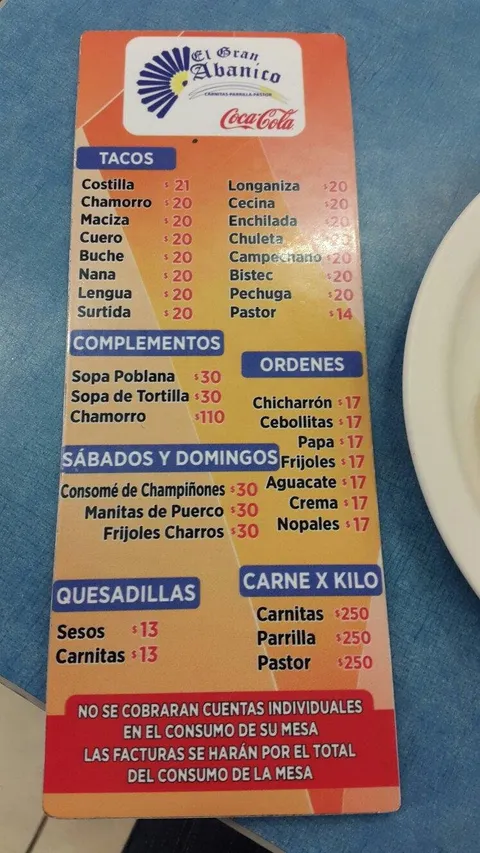 El Gran
Abanico
CARNITAS PARRILLA PASTOR
Coca-Cola
TACOS
Costilla $21
Chamorro $20
Maciza $20
Cuero $20
Buche $20
Nana $20
Lengua $20
Surtida $20
Longaniza $20
Cecina $20
Enchilada $20
Chuleta $20
Campechano $20
Bistec $20
Pechuga $20
Pastor $14
COMPLEMENTOS
Sopa Poblana $30
Sopa de Tortilla $30
Chamorro $110
ORDENES
Chicharrón $17
Cebollitas $17
Papa $17
Frijoles $17
Aguacate $17
Crema $17
Nopales $17
SÁBADOS Y DOMINGOS
Consomé de Champiñones $30
Manitas de Puerco $30
Frijoles Charros $30
QUESADILLAS
Sesos $13
Carnitas $13
CARNE X KILO
Carnitas $250
Parrilla $250
Pastor $250
NO SE COBRARAN CUENTAS INDIVIDUALES
EN EL CONSUMO DE SU MESA
LAS FACTURAS SE HARÁN POR EL TOTAL
DEL CONSUMO DE LA MESA